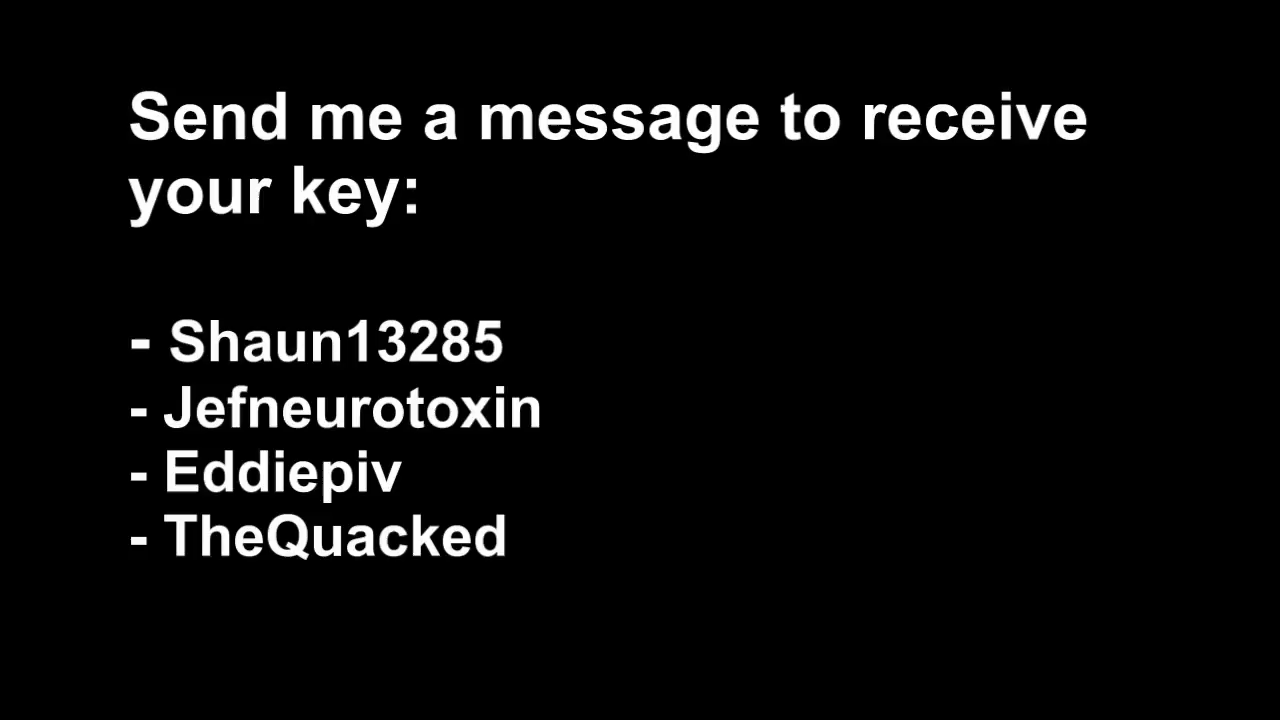 Send me a message to receive
your key:
- Shaun13285
- Jefneurotoxin
- Eddiepiv
- TheQuacked